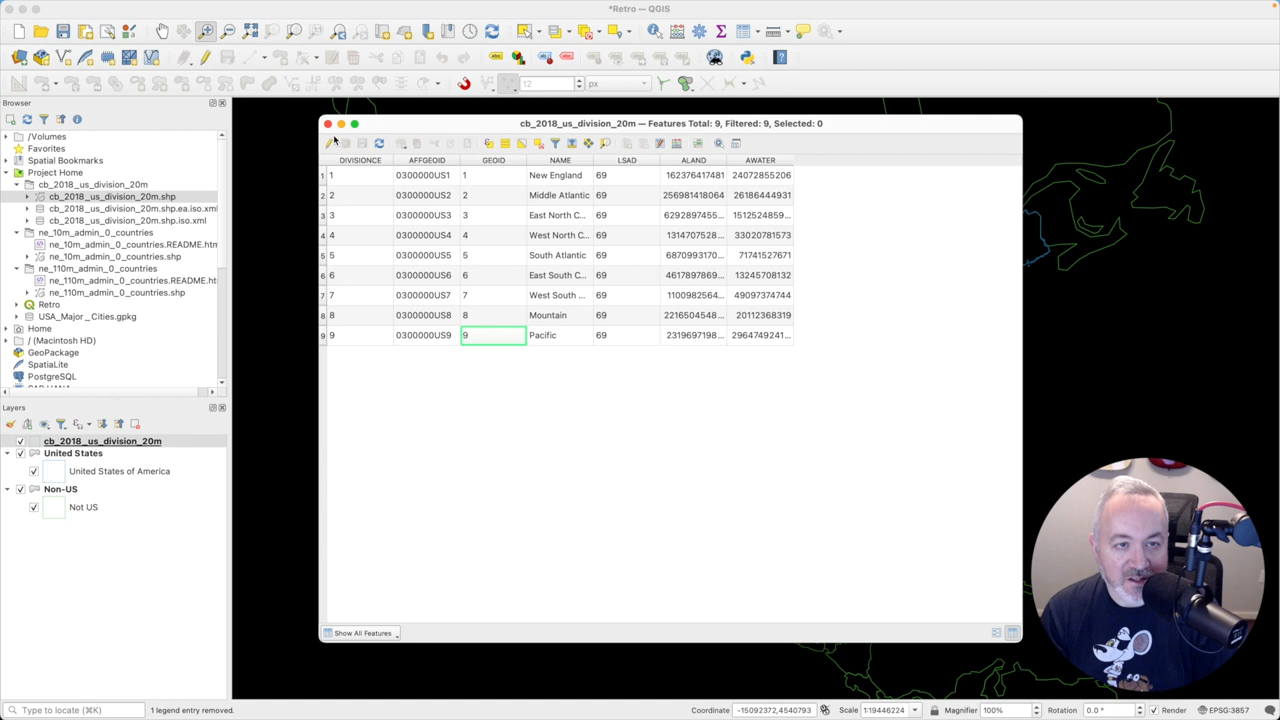 *Retro — QGIS
12
px
Browser
/Volumes
Favorites
Spatial Bookmarks
Project Home
cb_2018_us_division_20m
cb_2018_us_division_20m.shp
cb_2018_us_division_20m.shp.ea.iso.xml
cb_2018_us_division_20m.shp.iso.xml
ne_10m_admin_0_countries
ne_10m_admin_0_countries.README.htm
ne_10m_admin_0_countries.shp
ne_110m_admin_0_countries
ne_110m_admin_0_countries.README.htm
ne_110m_admin_0_countries.shp
Retro
USA_Major_Cities.gpkg
Home
/ (Macintosh HD)
GeoPackage
SpatiaLite
PostgreSQL
SAP HANA
Layers
cb_2018_us_division_20m
United States
United States of America
Non-US
Not US
cb_2018_us_division_20m — Features Total: 9, Filtered: 9, Selected: 0
DIVISIONCE AFFGEOID GEOID NAME LSAD ALAND AWATER
1 1 0300000US1 1 New England 69 162376417481 24072855206
2 2 0300000US2 2 Middle Atlantic 69 256981418064 26186444931
3 3 0300000US3 3 East North C... 69 6292897455... 1512524859...
4 4 0300000US4 4 West North C... 69 1314707528... 33020781573
5 5 0300000US5 5 South Atlantic 69 6870993170... 71741527671
6 6 0300000US6 6 East South C... 69 4617897869... 13245708132
7 7 0300000US7 7 West South ... 69 1100982564... 49097374744
8 8 0300000US8 8 Mountain 69 2216504548... 20112368319
9 9 0300000US9 9 Pacific 69 2319697198... 2964749241...
Show All Features
Type to locate (⌘K) 1 legend entry removed. Coordinate -15092372,4540793 Scale 1:19446224 Magnifier 100% Rotation 0.0 ° Render EPSG:3857